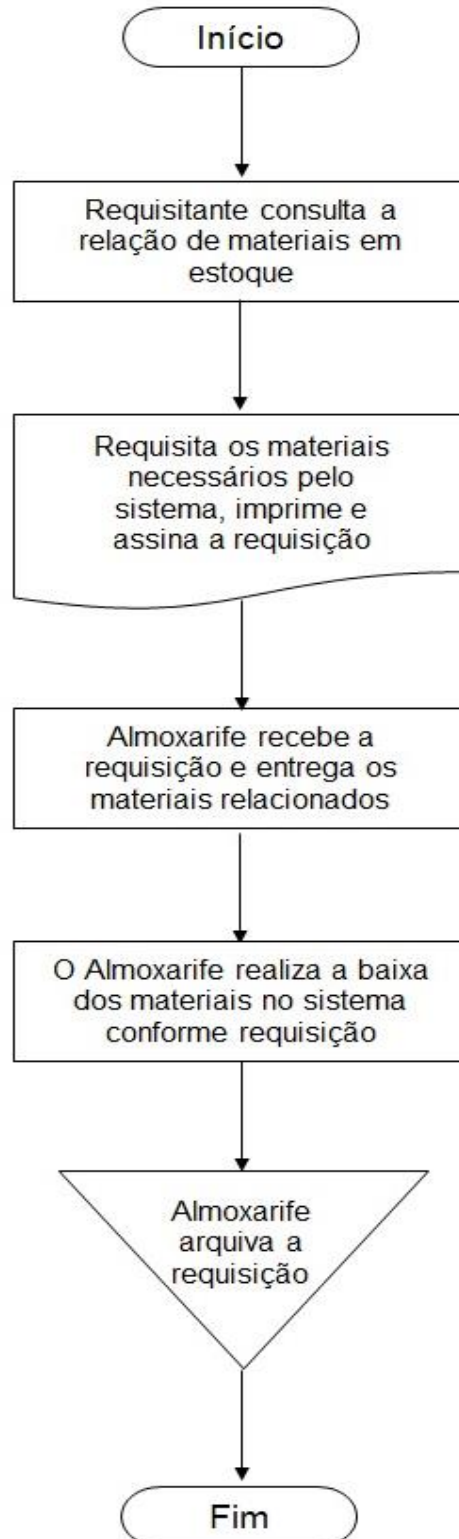 Início
Requisitante consulta a
relação de materiais em
estoque
Requisita os materiais
necessários pelo
sistema, imprime e
assina a requisição
Almoxarife recebe a
requisição e entrega os
materiais relacionados
O Almoxarife realiza a baixa
dos materiais no sistema
conforme requisição
Almoxarife
arquiva a
requisição
Fim